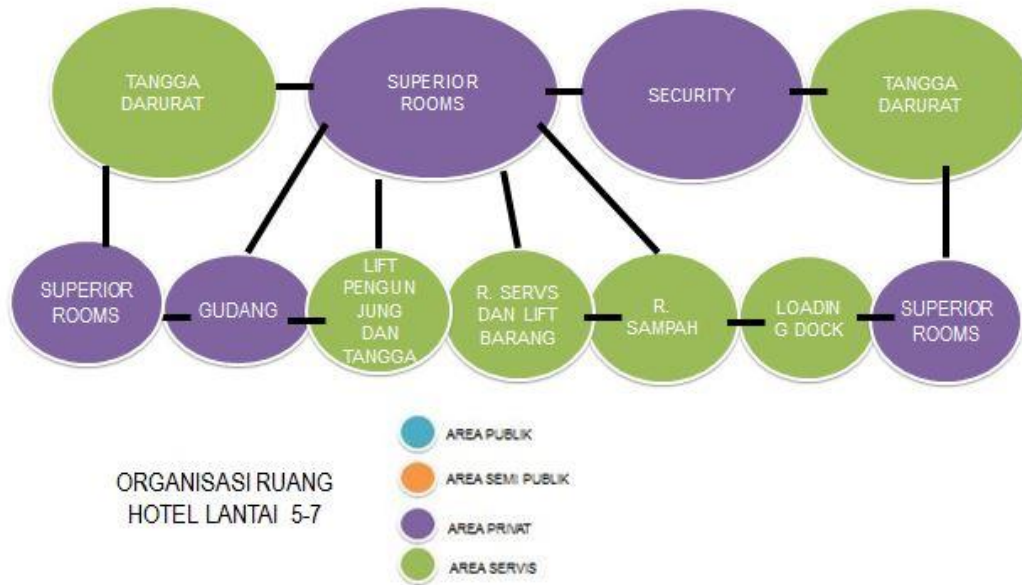 TANGGA
DARURAT
SUPERIOR
ROOMS
SECURITY
TANGGA
DARURAT
SUPERIOR
ROOMS
GUDANG
LIFT
PENGUN
JUNG
DAN
TANGGA
R. SERVS
DAN LIFT
BARANG
R.
SAMPAH
LOADIN
G DOCK
SUPERIOR
ROOMS
ORGANISASI RUANG
HOTEL LANTAI 5-7
AREA PUBLIK
AREA SEMI PUBLIK
AREA PRIVAT
AREA SERVIS